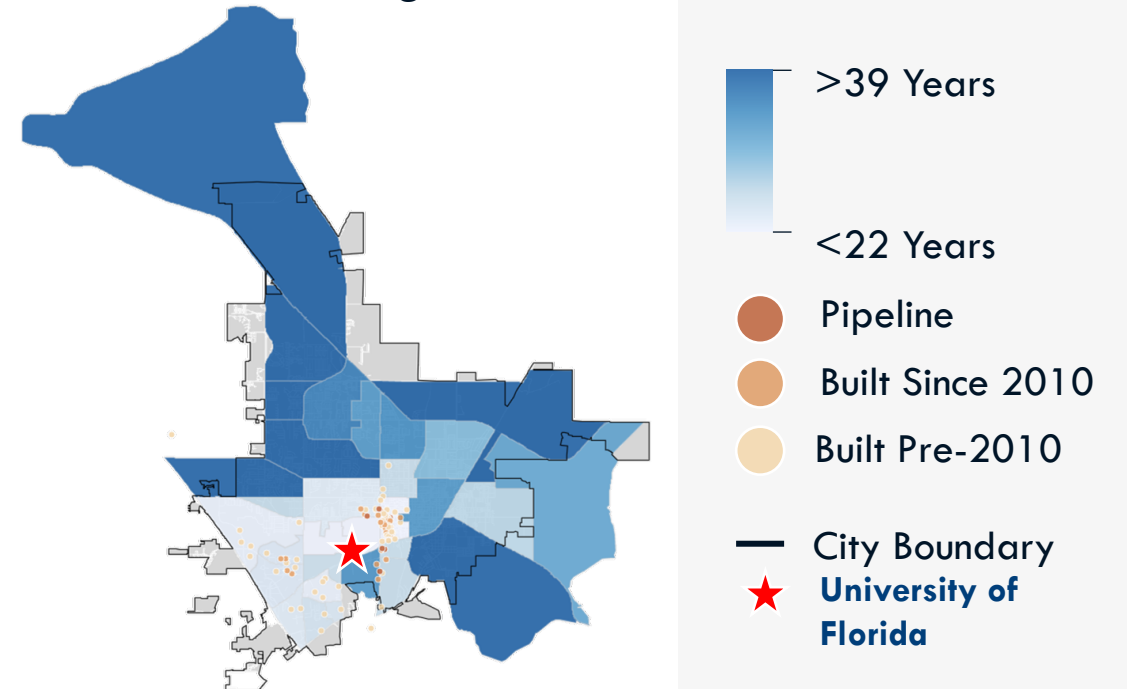 >39 Years
<22 Years
Pipeline
Built Since 2010
Built Pre-2010
City Boundary
University of
Florida